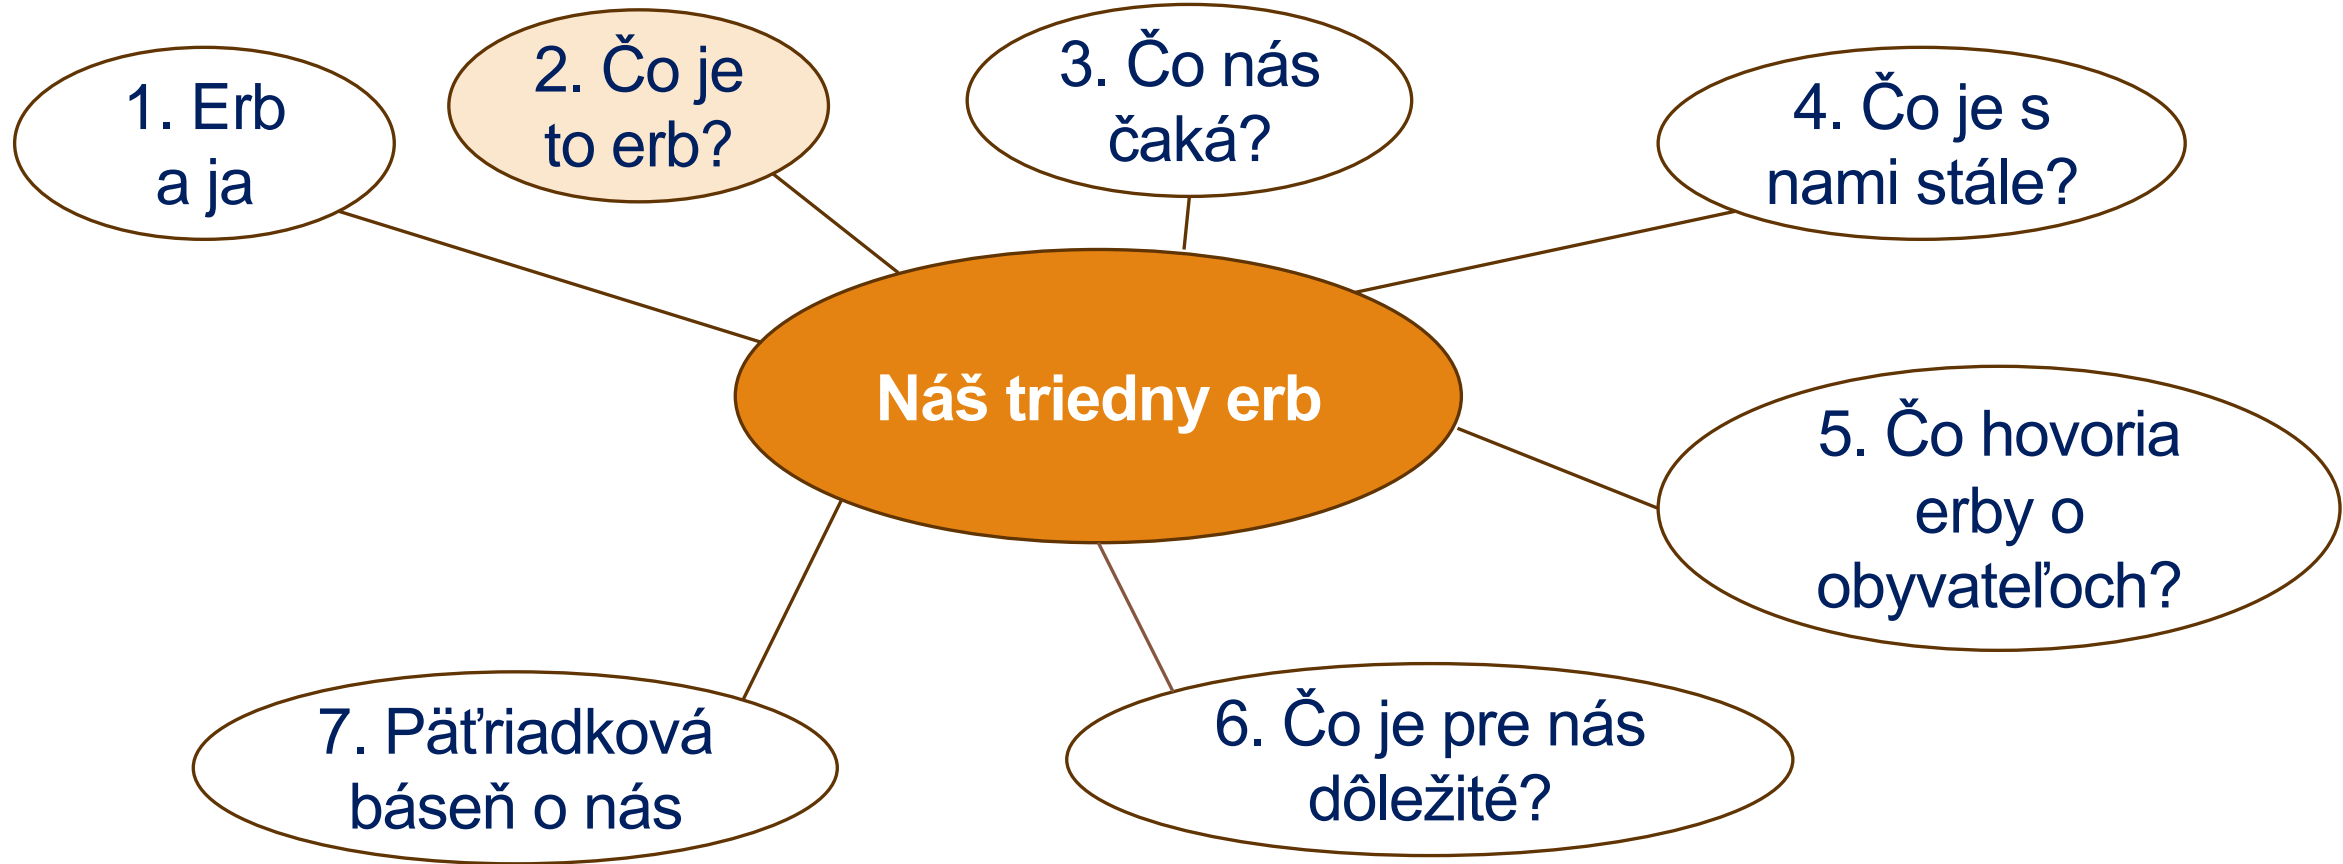 1. Erb
a ja
2. Čo je
to erb?
3. Čo nás
čaká?
4. Čo je s
nami stále?
Náš triedny erb
5. Čo hovoria
erby o
obyvateľoch?
6. Čo je pre nás
dôležité?
7. Päťriadková
báseň o nás